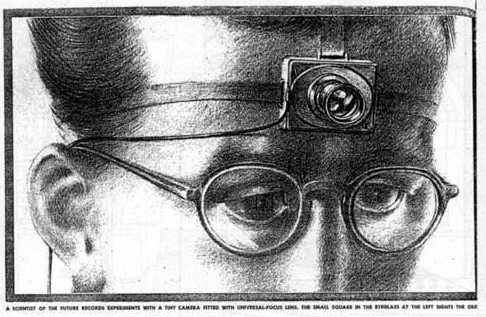 A SCIENTIST OF THE FUTURE RECORDS EXPERIMENTS WITH A TINY CAMERA FITTED WITH UNIVERSAL-FOCUS LENS. THE SMALL SQUARE IN THE EYEGLASS AT THE LEFT SIGHTS THE OBJE